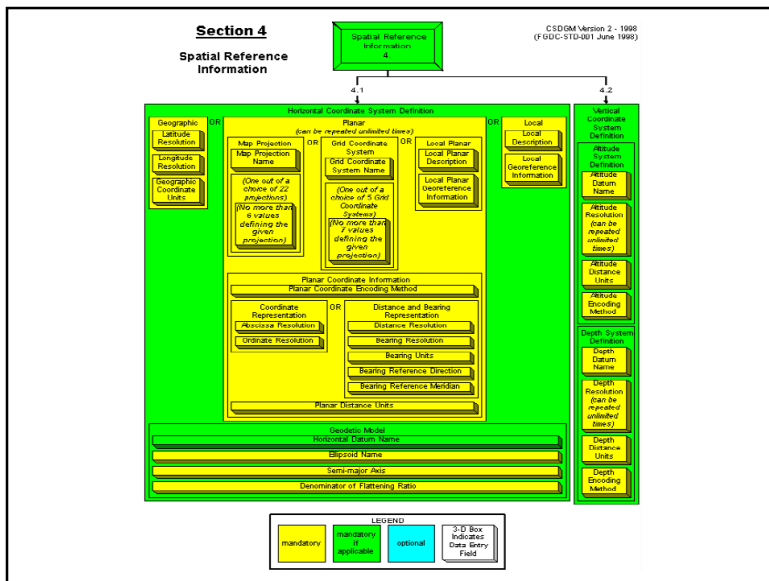 Section 4
Spatial Reference
Information
Spatial Reference
Information
4.
CSDGM Version 2 - 1998
(FGDC-STD-001 June 1998)
4.1
4.2
Horizontal Coordinate System Definition
Geographic
Latitude
Resolution
Longitude
Resolution
Geographic
Coordinate
Units
OR
Planar
(can be repeated unlimited times)
Map Projection
Map Projection
Name
(One out of a
choice of 22
projections)
(No more than
6 values
defining the
given
projection)
OR
Grid Coordinate
System
Grid Coordinate
System Name
(One out of a
choice of 5 Grid
Coordinate
Systems)
(No more than
7 values
defining the
given
projection)
OR
Local Planar
Local Planar
Description
Local Planar
Georeference
Information
Planar Coordinate Information
Planar Coordinate Encoding Method
Coordinate
Representation
Abscissa Resolution
Ordinate Resolution
OR
Distance and Bearing
Representation
Distance Resolution
Bearing Resolution
Bearing Units
Bearing Reference Direction
Bearing Reference Meridian
Planar Distance Units
OR
Local
Local
Description
Local
Georeference
Information
Geodetic Model
Horizontal Datum Name
Ellipsoid Name
Semi-major Axis
Denominator of Flattening Ratio
Vertical
Coordinate
System
Definition
Altitude
System
Definition
Altitude
Datum
Name
Altitude
Resolution
(can be
repeated
unlimited
times)
Altitude
Distance
Units
Altitude
Encoding
Method
Depth System
Definition
Depth
Datum
Name
Depth
Resolution
(can be
repeated
unlimited
times)
Depth
Distance
Units
Depth
Encoding
Method
LEGEND
mandatory
mandatory
if
applicable
optional
3-D Box
Indicates
Data Entry
Field